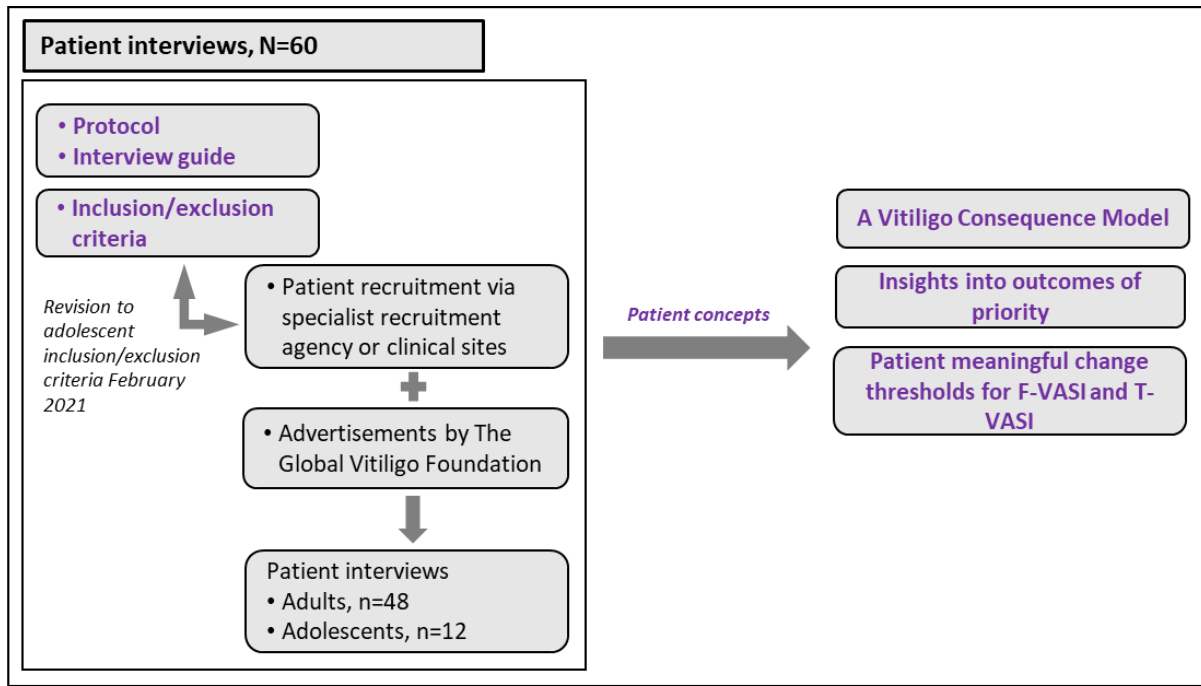 Patient interviews, N=60
• Protocol
• Interview guide
• Inclusion/exclusion
criteria
Revision to
adolescent
inclusion/exclusion
criteria February
2021
• Patient recruitment via
specialist recruitment
agency or clinical sites
• Advertisements by The
Global Vitiligo Foundation
Patient interviews
• Adults, n=48
• Adolescents, n=12
Patient concepts
A Vitiligo Consequence Model
Insights into outcomes of
priority
Patient meaningful change
thresholds for F-VASI and T-
VASI